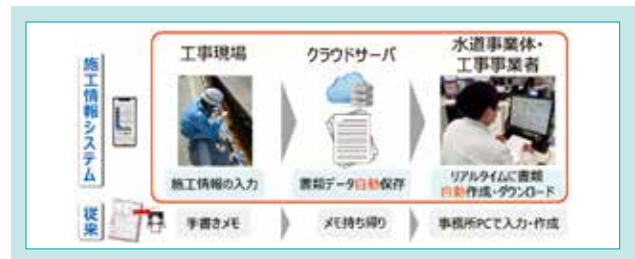 施工情報システム
工事現場
クラウドサーバ
水道事業体・
工事事業者
施工情報の入力
書類データ自動保存
リアルタイムに書類
自動作成・ダウンロード
従来
手書きメモ
メモ持ち帰り
事務所PCで入力・作成